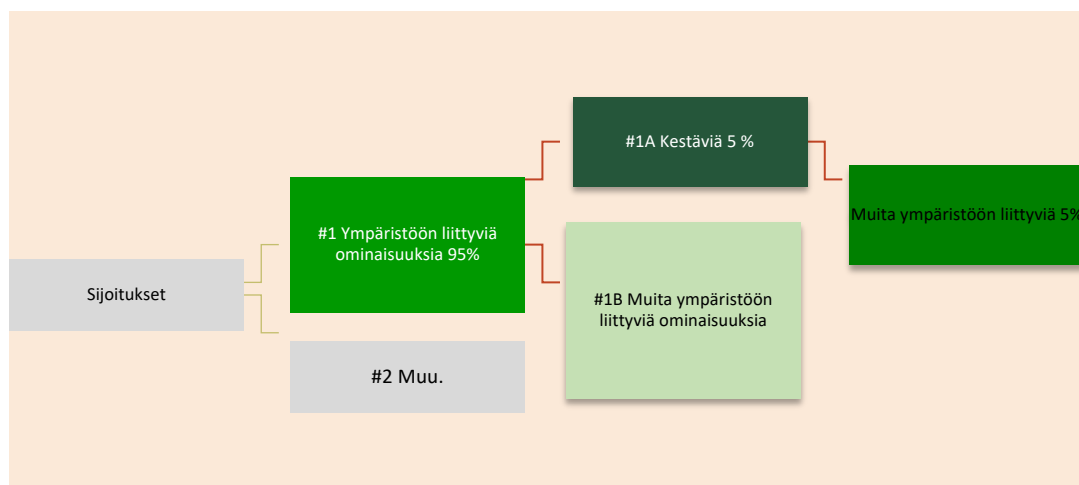 Sijoitukset
#1 Ympäristöön liittyviä
ominaisuuksia 95%
#2 Muu.
#1A Kestäviä 5 %
#1B Muita ympäristöön
liittyviä ominaisuuksia
Muita ympäristöön liittyviä 5%